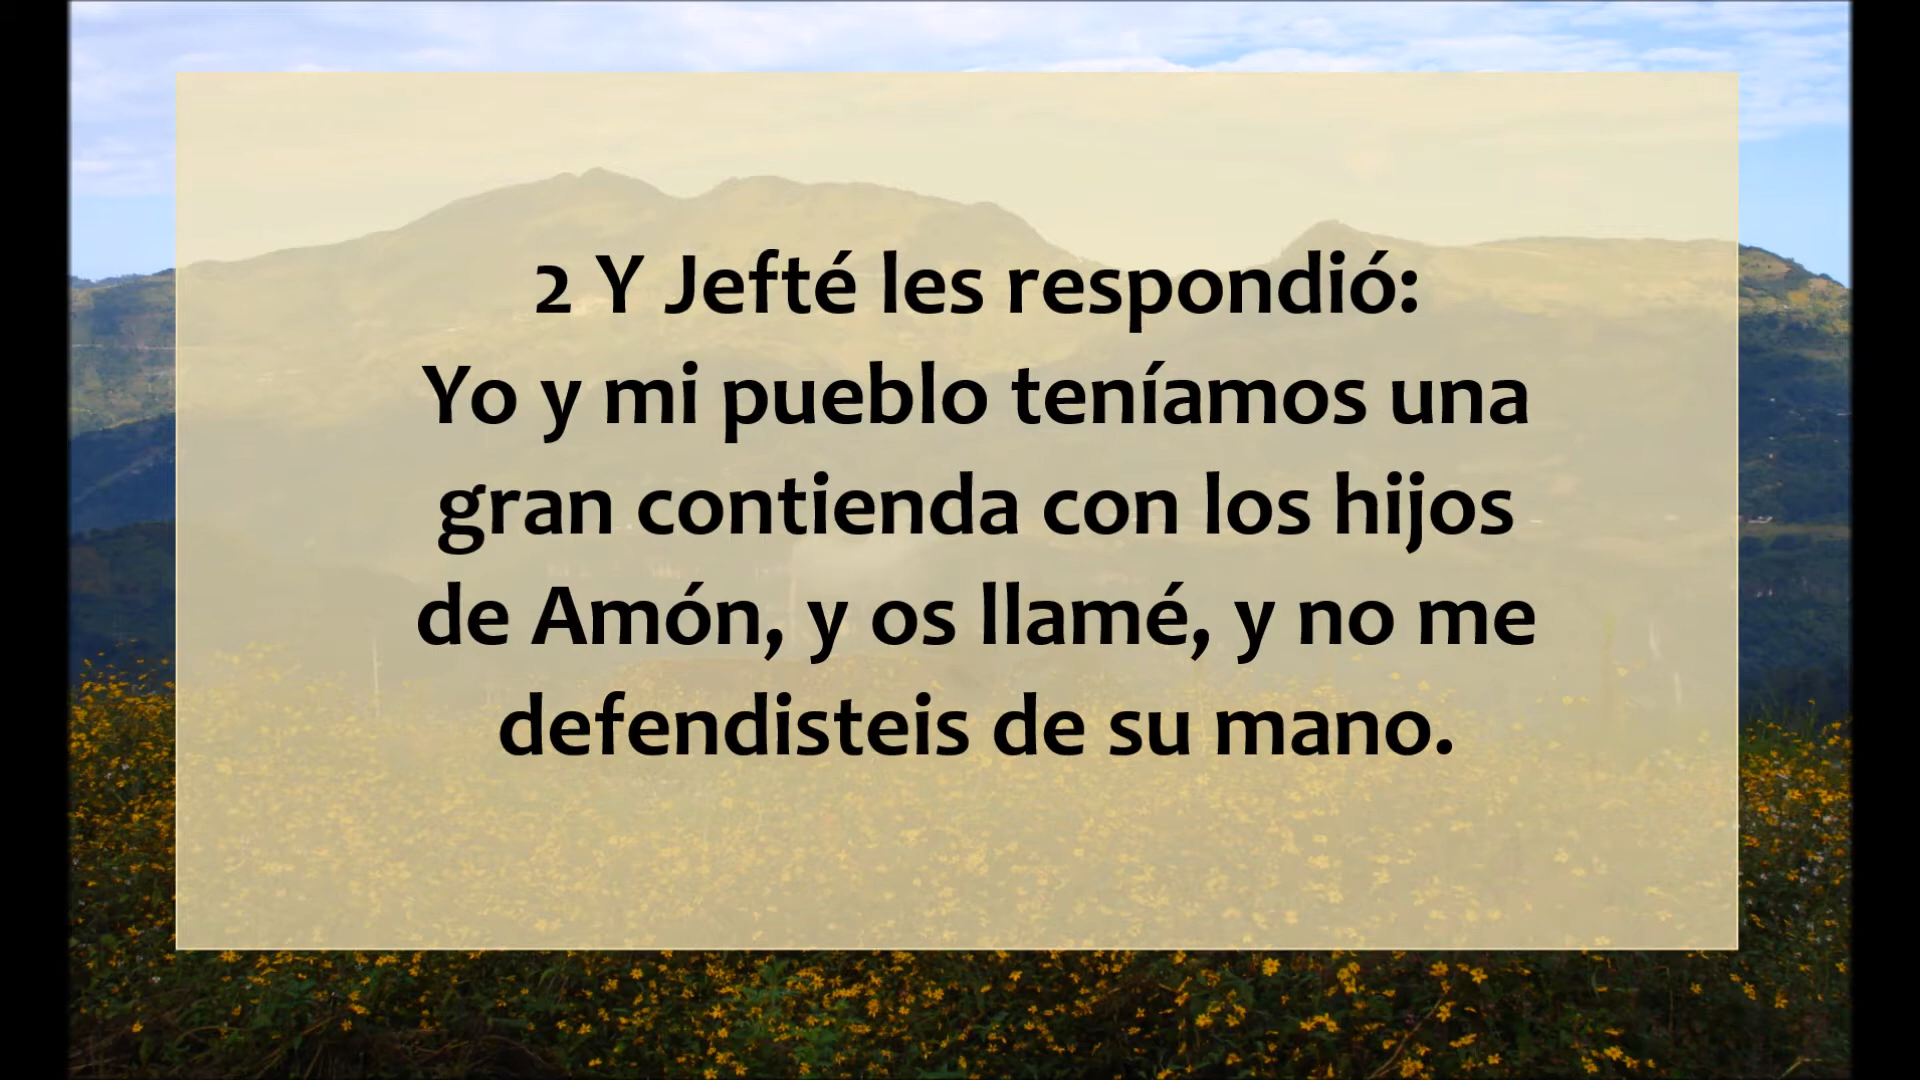 2 Y Jefté les respondió:
Yo y mi pueblo teníamos una
gran contienda con los hijos
de Amón, y os llamé, y no me
defendisteis de su mano.